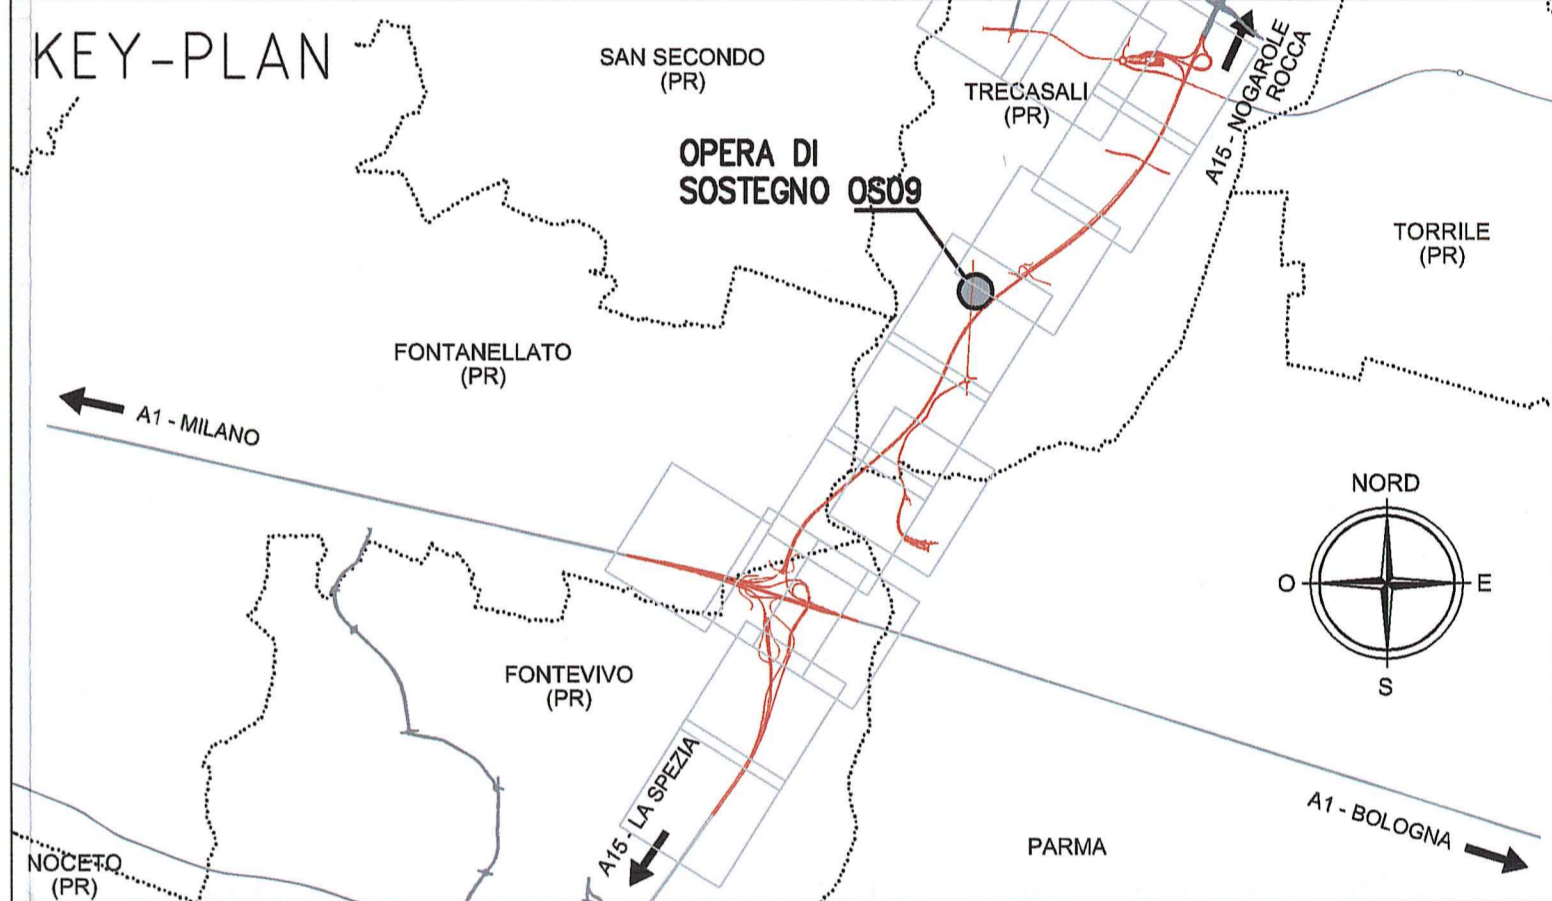 KEY-PLAN
SAN SECONDO
(PR)
TRECASALI
(PR)
A15 - NOGAROLE
ROCCA
OPERA DI
SOSTEGNO OS09
TORRILE
(PR)
FONTANELLATO
(PR)
A1 - MILANO
NORD
O
E
S
FONTEVIVO
(PR)
A15 - LA SPEZIA
A1 - BOLOGNA
PARMA
NOCETO
(PR)